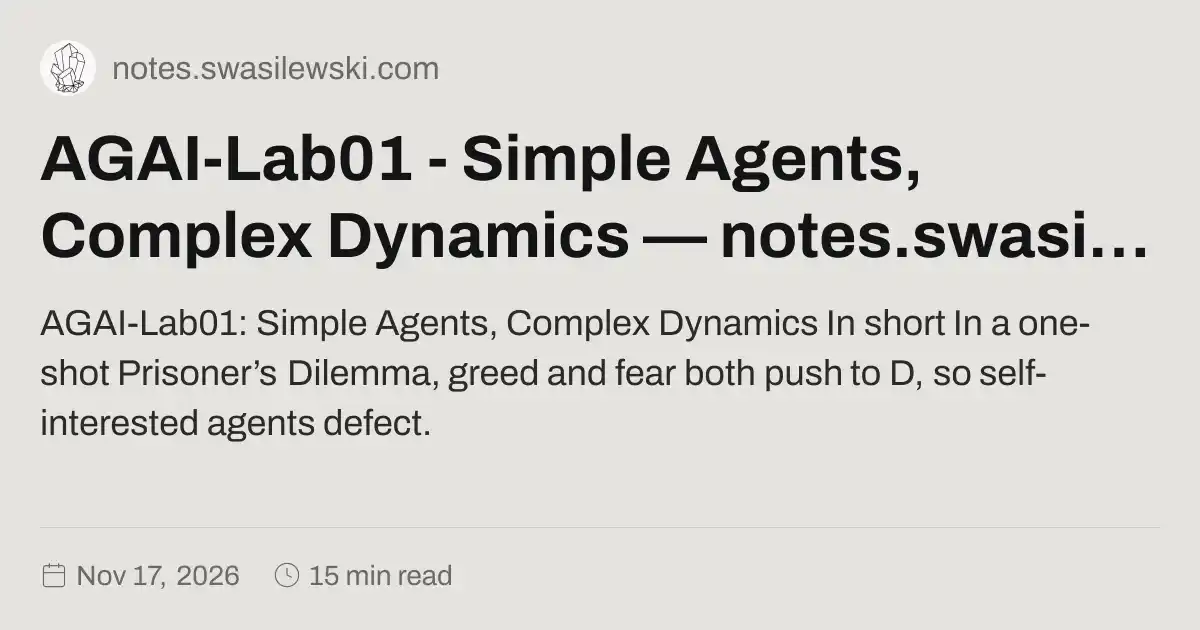 notes.swasilewski.com
AGAI-Lab01 - Simple Agents,
Complex Dynamics — notes.swasi...
AGAI-Lab01: Simple Agents, Complex Dynamics In short In a one-
shot Prisoner’s Dilemma, greed and fear both push to D, so self-
interested agents defect.
Nov 17, 2026 15 min read